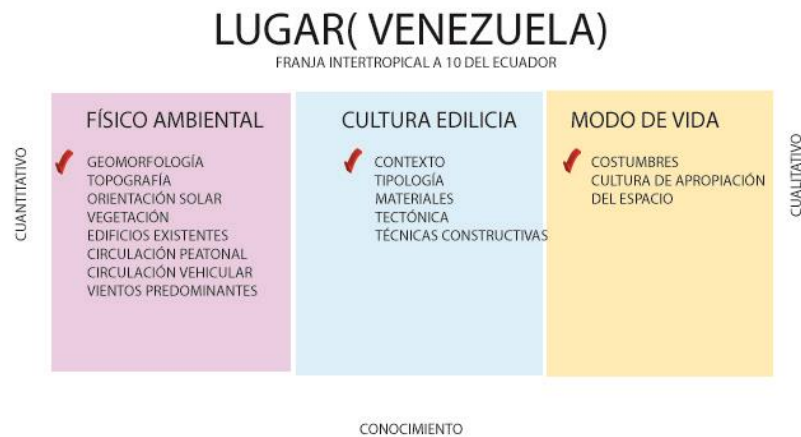 LUGAR( VENEZUELA)
FRANJA INTERTROPICAL A 10 DEL ECUADOR
CUANTITATIVO
FÍSICO AMBIENTAL
GEOMORFOLOGÍA
TOPOGRAFÍA
ORIENTACIÓN SOLAR
VEGETACIÓN
EDIFICIOS EXISTENTES
CIRCULACIÓN PEATONAL
CIRCULACIÓN VEHICULAR
VIENTOS PREDOMINANTES
CULTURA EDILICIA
CONTEXTO
TIPOLOGÍA
MATERIALES
TECTÓNICA
TÉCNICAS CONSTRUCTIVAS
MODO DE VIDA
COSTUMBRES
CULTURA DE APROPIACIÓN
DEL ESPACIO
CUALITATIVO
CONOCIMIENTO